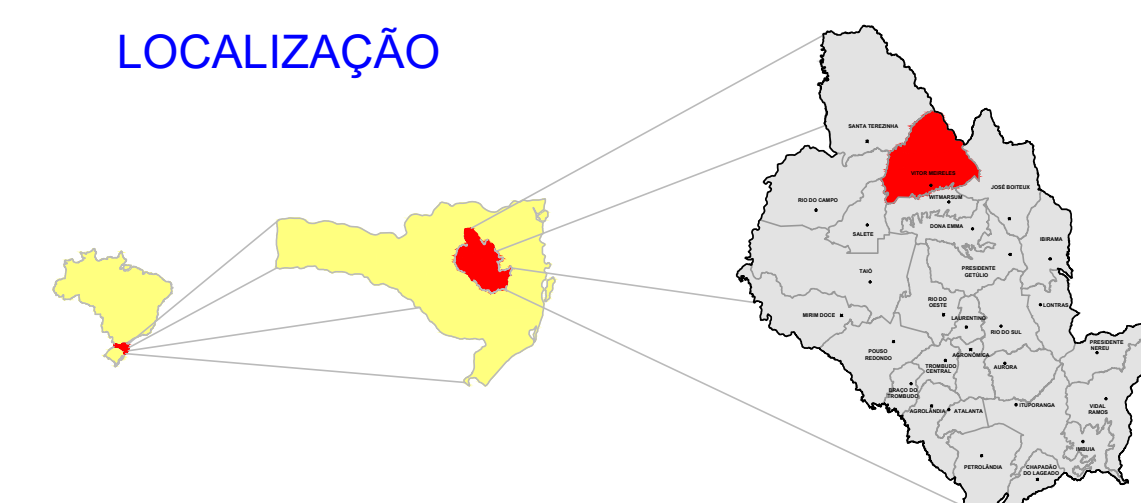 LOCALIZAÇÃO
SANTA TEREZINHA
VITOR MEIRELES
JOSÉ BOITEUX
RIO DO CAMPO
WITMARSUM
DONA EMMA
SALETE
IBIRAMA
TAIÓ
PRESIDENTE
GETÚLIO
RIO DO
OESTE
LONTRAS
MIRIM DOCE
LAURENTINO
RIO DO SUL
PRESIDENTE
NEREU
POUSO
REDONDO
AGRONÔMICA
TROMBUDO
CENTRAL
AURORA
BRAÇO DO
TROMBUDO
AGROLÂNDIA
ATALANTA
ITUPORANGA
VIDAL
RAMOS
IMBUIA
PETROLÂNDIA
CHAPADÃO
DO LAGEADO